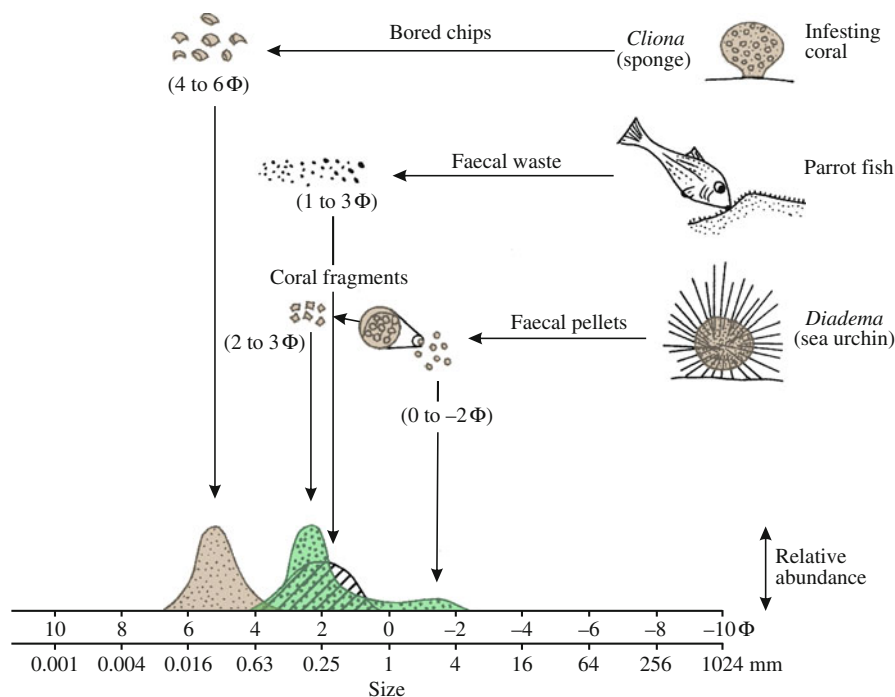 Bored chips
Cliona
(sponge)
Infesting
coral
(4 to 6 Φ)
Faecal waste
Parrot fish
(1 to 3 Φ)
Coral fragments
(2 to 3 Φ)
Faecal pellets
Diadema
(sea urchin)
(0 to –2 Φ)
Relative
abundance
10 8 6 4 2 0 –2 –4 –6 –8 –10 Φ
0.001 0.004 0.016 0.63 0.25 1 4 16 64 256 1024 mm
Size